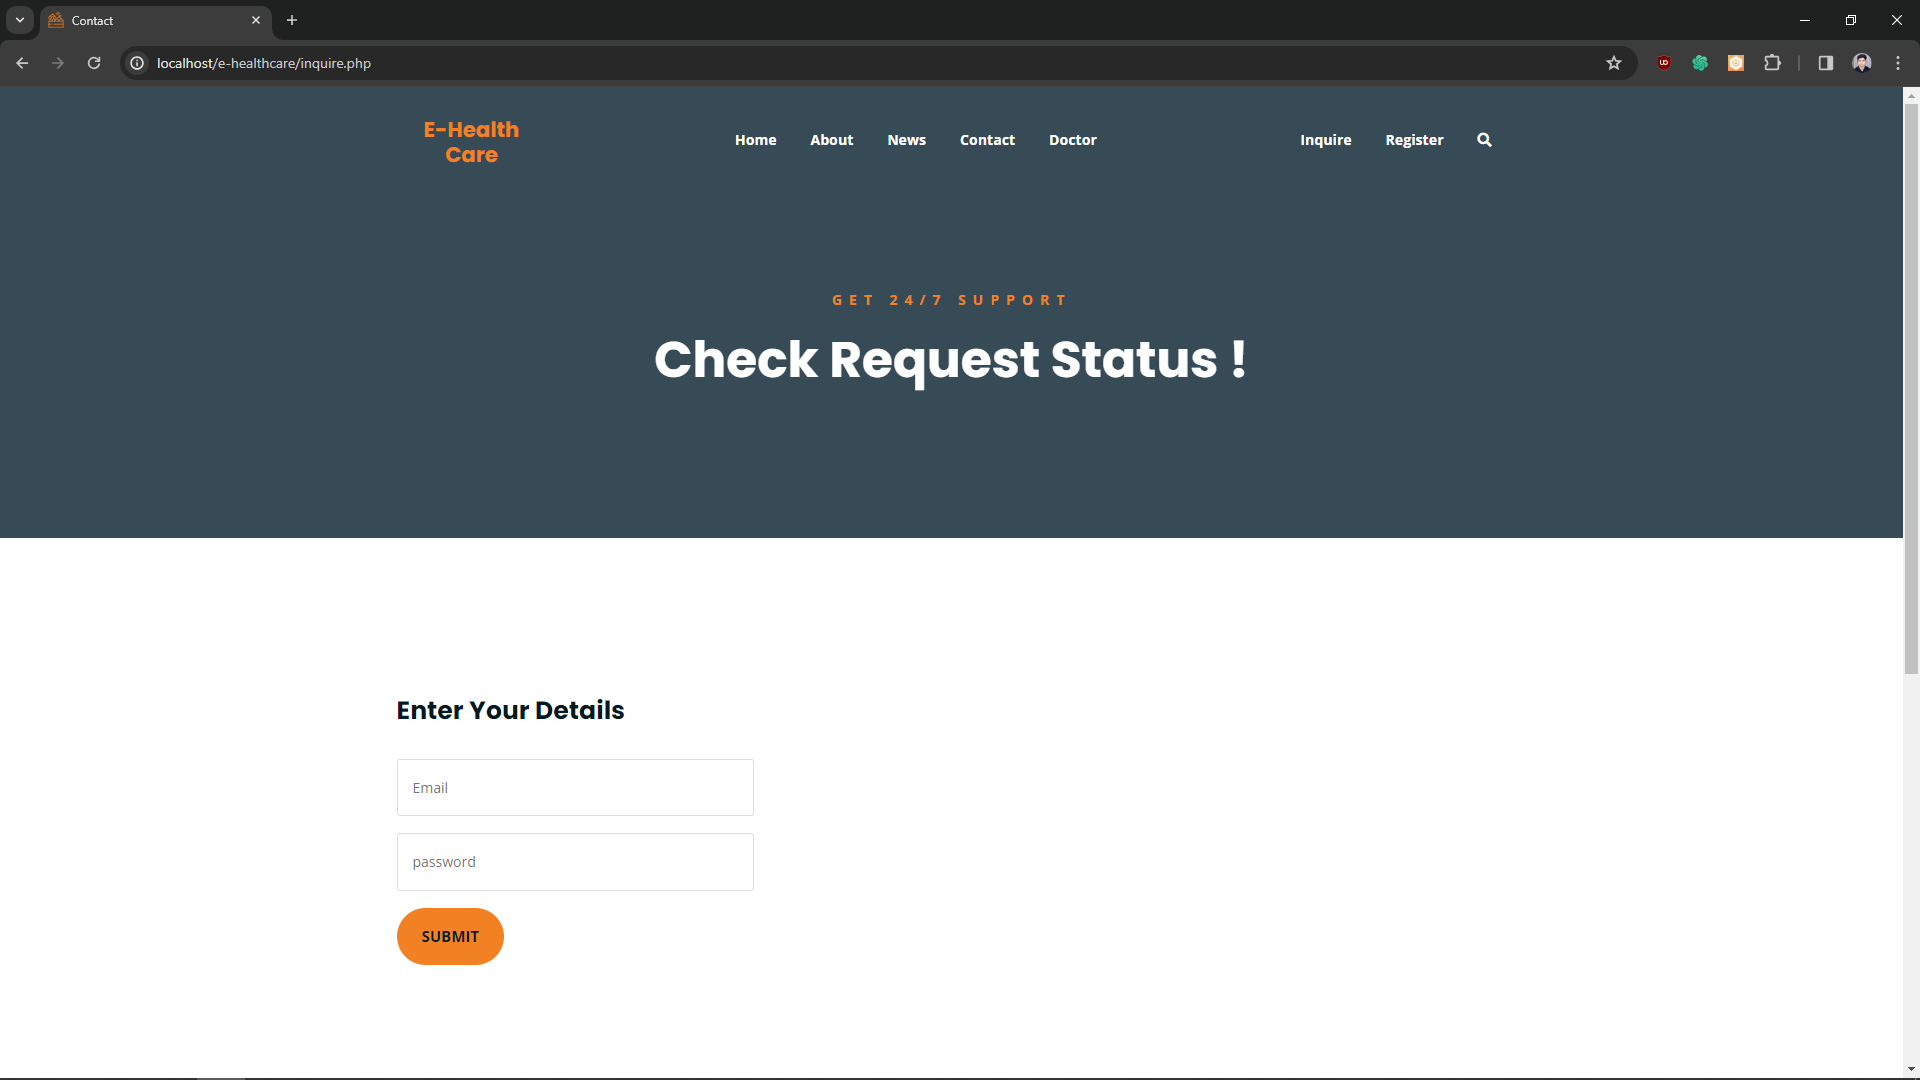 Contact
localhost/e-healthcare/inquire.php
E-Health
Care
Home About News Contact Doctor Inquire Register
GET 24/7 SUPPORT
Check Request Status !
Enter Your Details
Email
password
SUBMIT